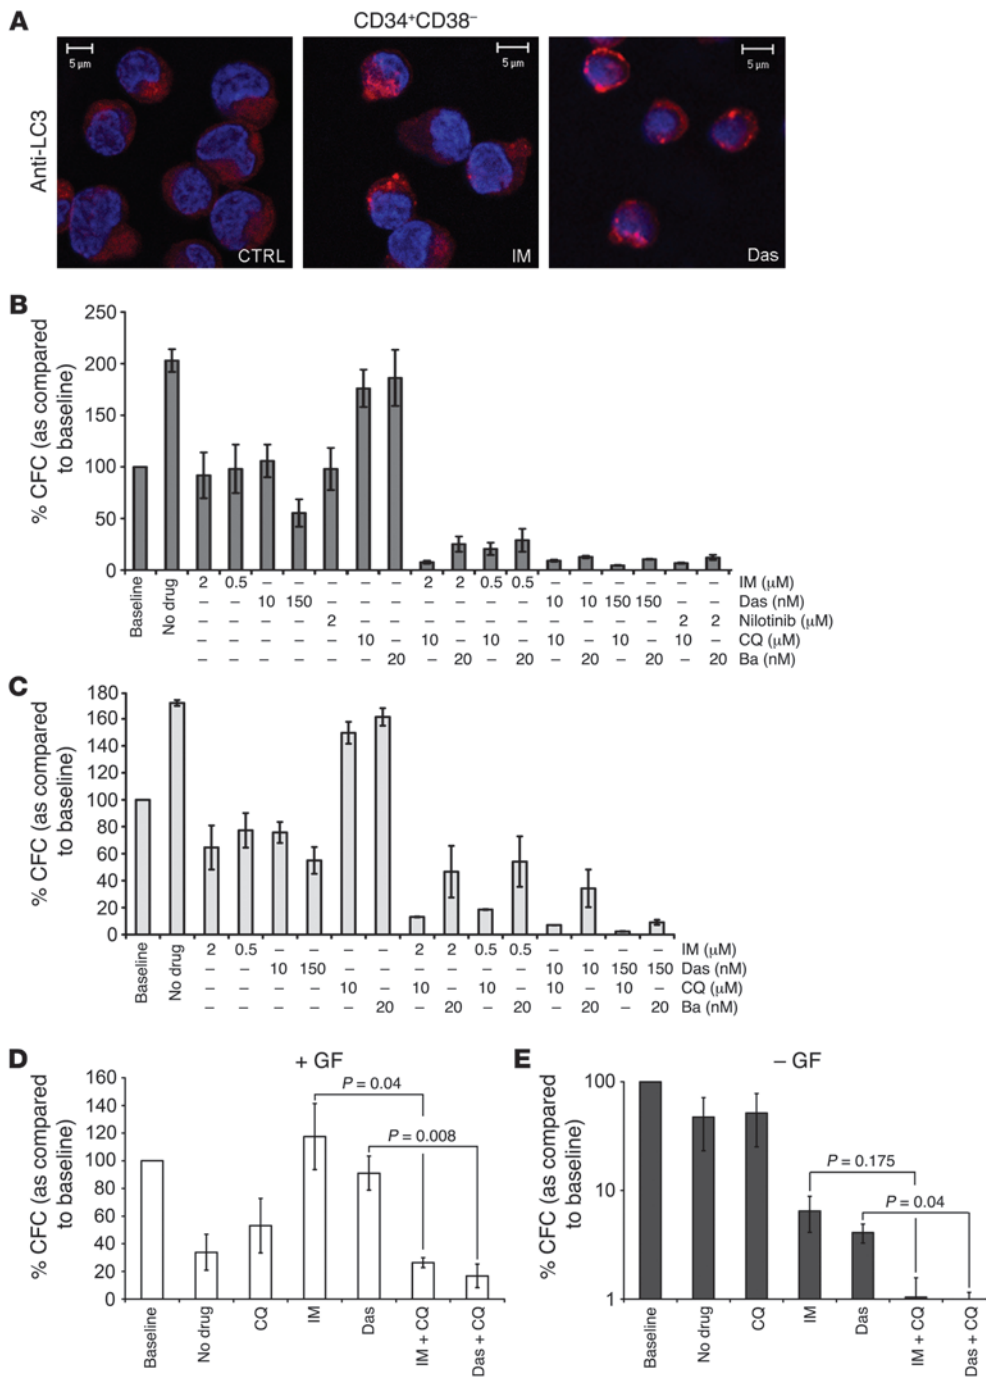 A
CD34+CD38–
Anti-LC3
5 μm
CTRL
5 μm
IM
5 μm
Das
B
% CFC (as compared to baseline)
250
200
150
100
50
0
Baseline
No drug
2 0.5 – – – – – 2 2 0.5 0.5 – – – – – – IM (μM)
– – 10 150 – – – – – – – 10 10 150 150 – – Das (nM)
– – – – 2 – – – – – – – – – – 2 2 Nilotinib (μM)
– – – – – 10 – 10 – 10 – 10 – 10 – 10 – CQ (μM)
– – – – – – 20 – 20 – 20 – 20 – 20 – 20 Ba (nM)
C
% CFC (as compared to baseline)
180
160
140
120
100
80
60
40
20
0
Baseline
No drug
2 0.5 – – – – 2 2 0.5 0.5 – – – – IM (μM)
– – 10 150 – – – – – – 10 10 150 150 Das (nM)
– – – – 10 – 10 – 10 – 10 – 10 – CQ (μM)
– – – – – 20 – 20 – 20 – 20 – 20 Ba (nM)
D
+ GF
% CFC (as compared to baseline)
160
140
120
100
80
60
40
20
0
P = 0.04
P = 0.008
Baseline
No drug
CQ
IM
Das
IM + CQ
Das + CQ
E
– GF
% CFC (as compared to baseline)
100
10
1
P = 0.175
P = 0.04
Baseline
No drug
CQ
IM
Das
IM + CQ
Das + CQ